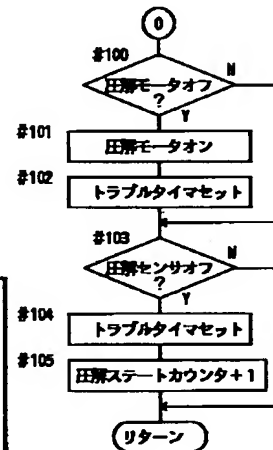 0
#100
圧解モータオフ
?
N
Y
#101
圧解モータオン
#102
トラブルタイマセット
#103
圧解センサオフ
?
N
Y
#104
トラブルタイマセット
#105
圧解ステートカウンタ+1
リターン